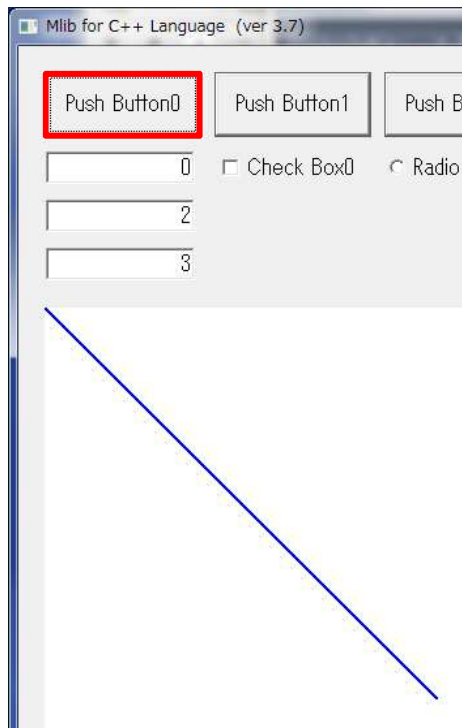 Mlib for C++ Language (ver 3.7)
Push Button0 Push Button1 Push B
0 Check Box0 Radio
2
3